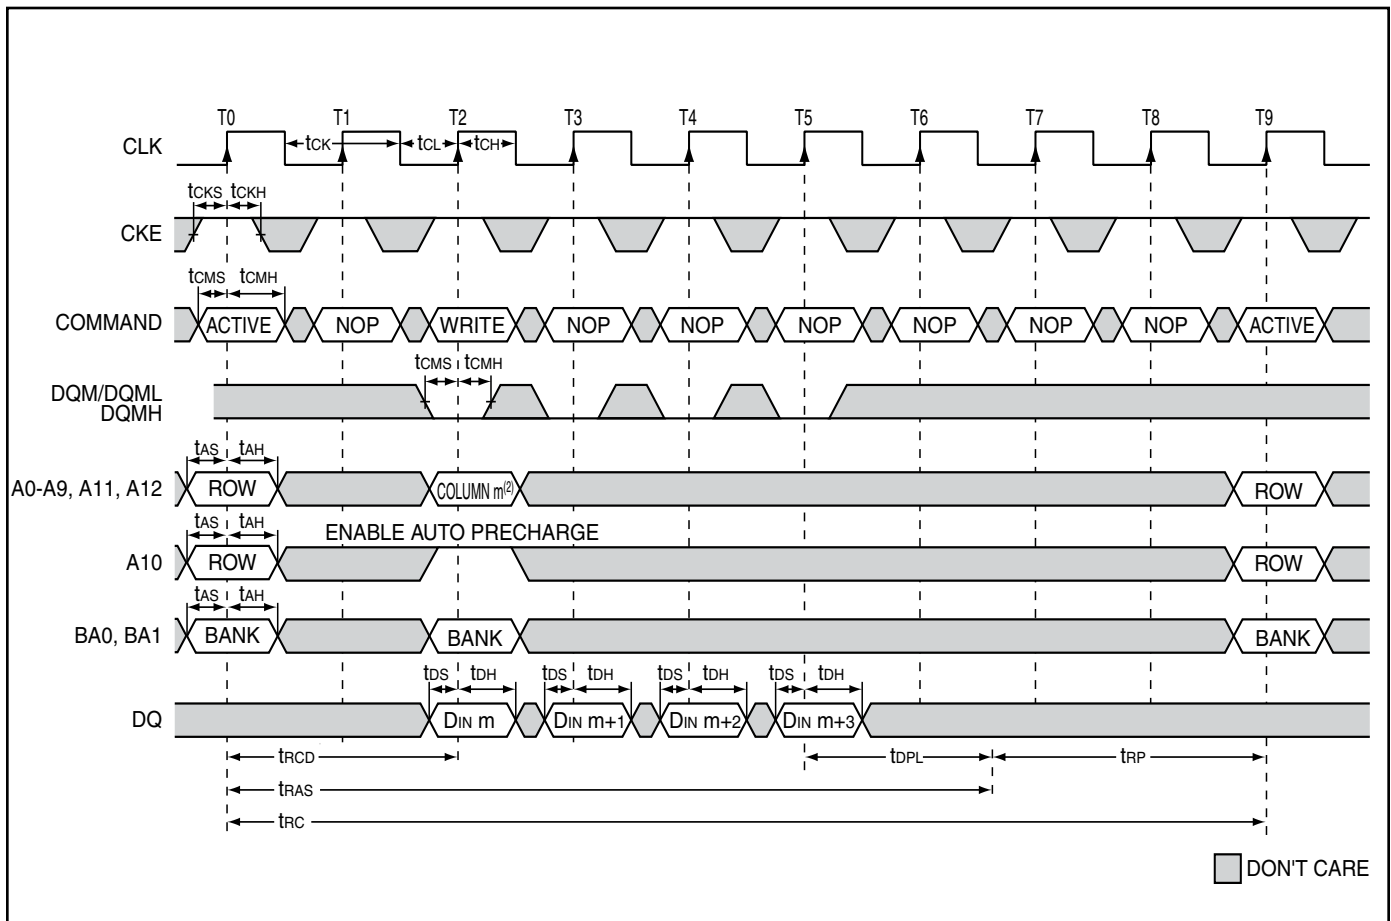 T0 T1 T2 T3 T4 T5 T6 T7 T8 T9
CLK tCK tCL tCH
tCKS tCKH
CKE
tCMS tCMH
COMMAND ACTIVE NOP WRITE NOP NOP NOP NOP NOP NOP ACTIVE
tCMS tCMH
DQM/DQML
DQMH
tAS tAH
A0-A9, A11, A12 ROW COLUMN m(2) ROW
tAS tAH ENABLE AUTO PRECHARGE
A10 ROW ROW
tAS tAH
BA0, BA1 BANK BANK BANK
tDS tDH tDS tDH tDS tDH tDS tDH
DQ DIN m DIN m+1 DIN m+2 DIN m+3
tRCD tDPL tRP
tRAS
tRC
DON'T CARE